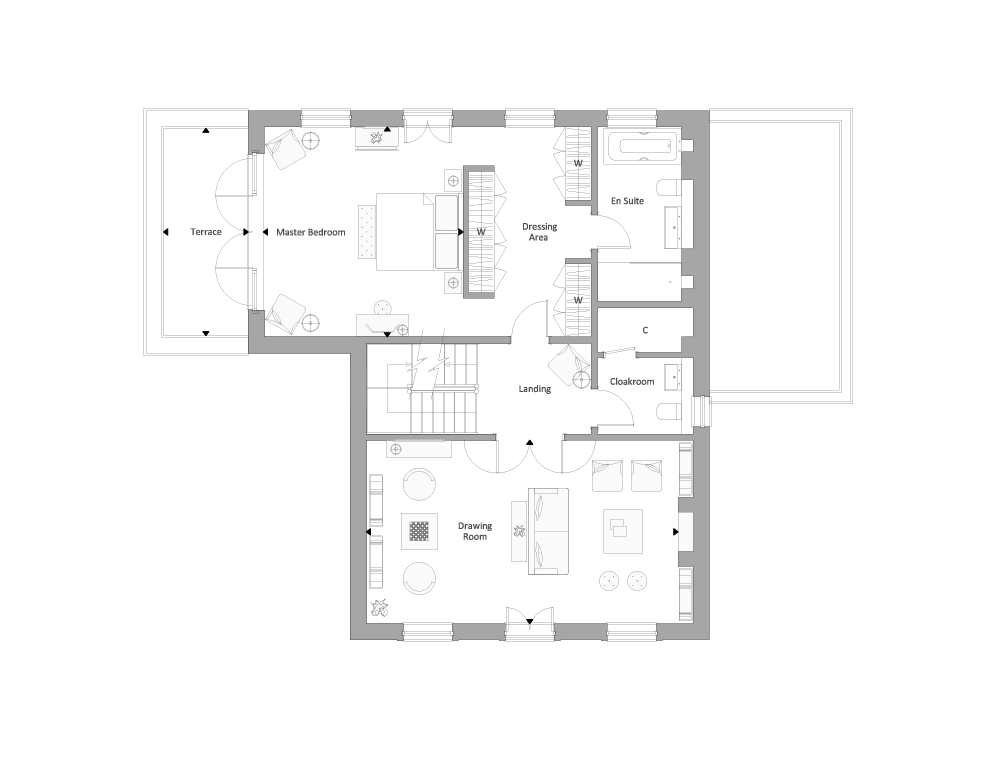 W
En Suite
Terrace
Master Bedroom
W
Dressing
Area
W
C
Landing
Cloakroom
Drawing
Room